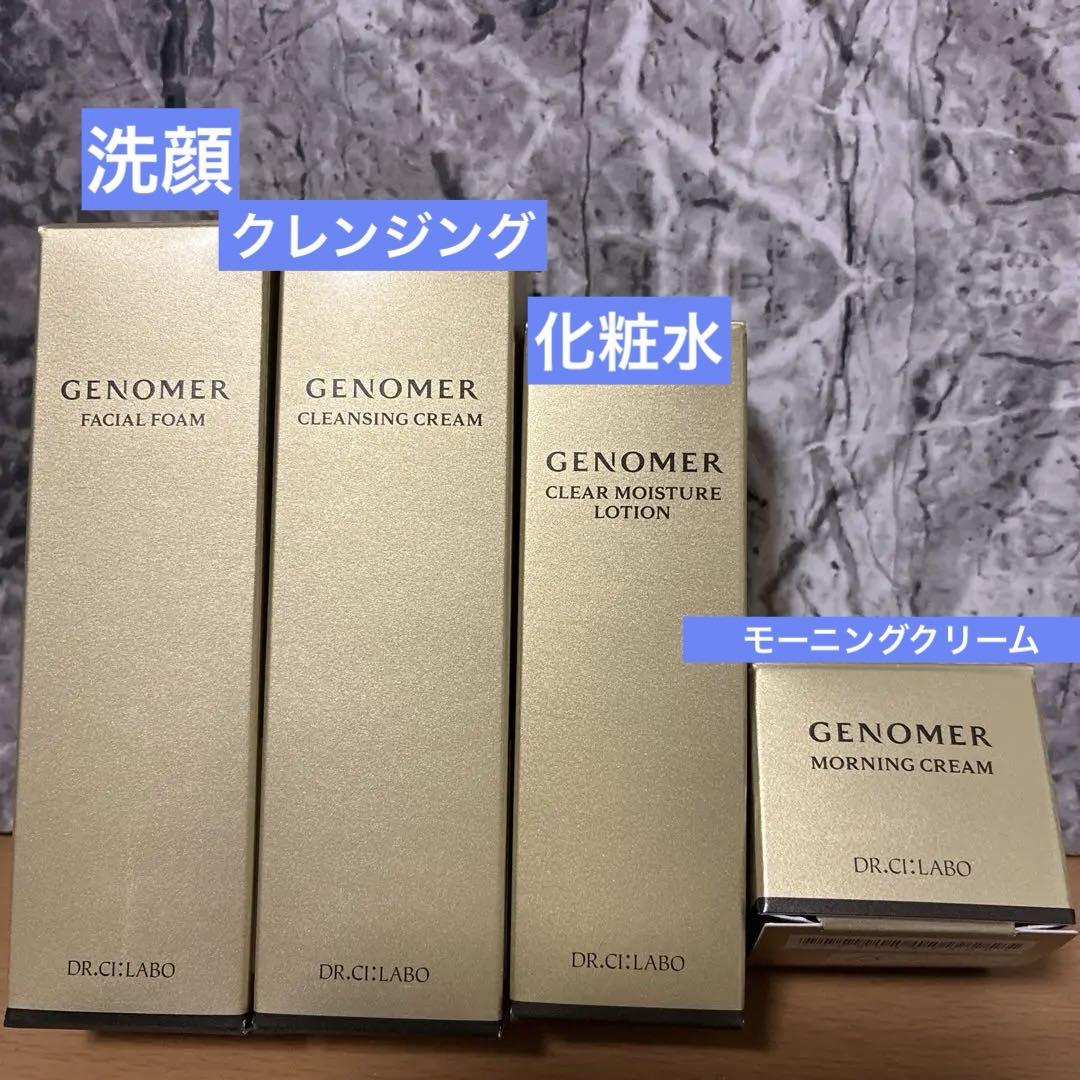 洗顔
クレンジング
化粧水
モーニングクリーム
GENOMER
FACIAL FOAM
DR.CI:LABO
GENOMER
CLEANSING CREAM
DR.CI:LABO
GENOMER
CLEAR MOISTURE
LOTION
DR.CI:LABO
GENOMER
MORNING CREAM
DR.CI:LABO